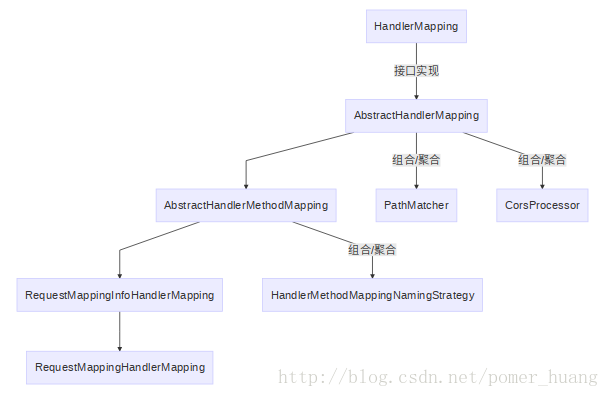 HandlerMapping
接口实现
AbstractHandlerMapping
组合/聚合
组合/聚合
AbstractHandlerMethodMapping
PathMatcher
CorsProcessor
组合/聚合
RequestMappingInfoHandlerMapping
HandlerMethodMappingNamingStrategy
RequestMappingHandlerMapping
http://blog.csdn.net/pomer_huang